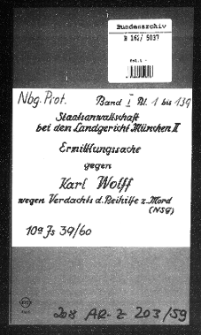 Bundesarchiv
B 162/ 5037
Nbg. Prot. Band I Bl. 1 bis 139
Staatsanwaltschaft
bei dem Landgericht München II
Ermittlungssache
gegen
Karl Wolff
wegen Verdachts d. Beihilfe z. Mord
(NSG)
10a Js 39/60
208 AR-Z 203/59